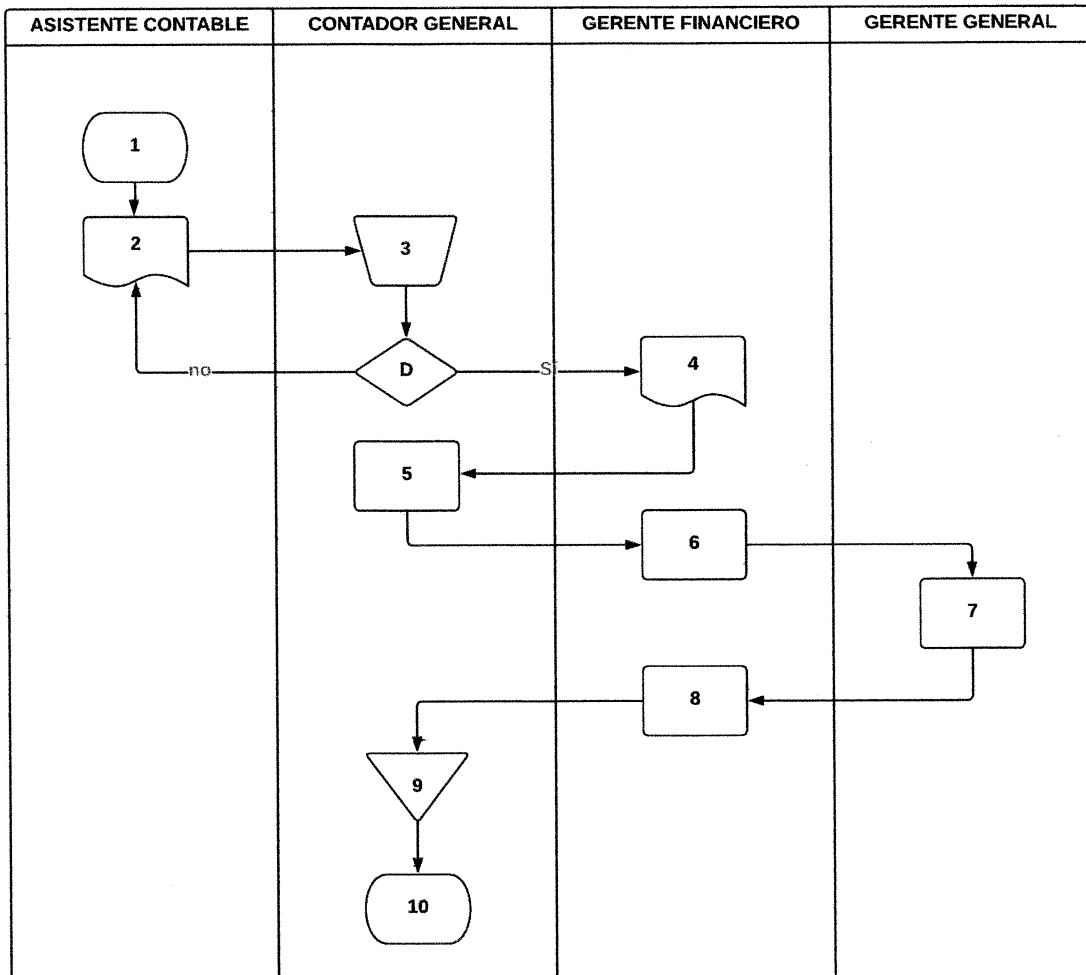 ASISTENTE CONTABLE
CONTADOR GENERAL
GERENTE FINANCIERO
GERENTE GENERAL
1
2
3
no
D
Si
4
5
6
7
8
9
10